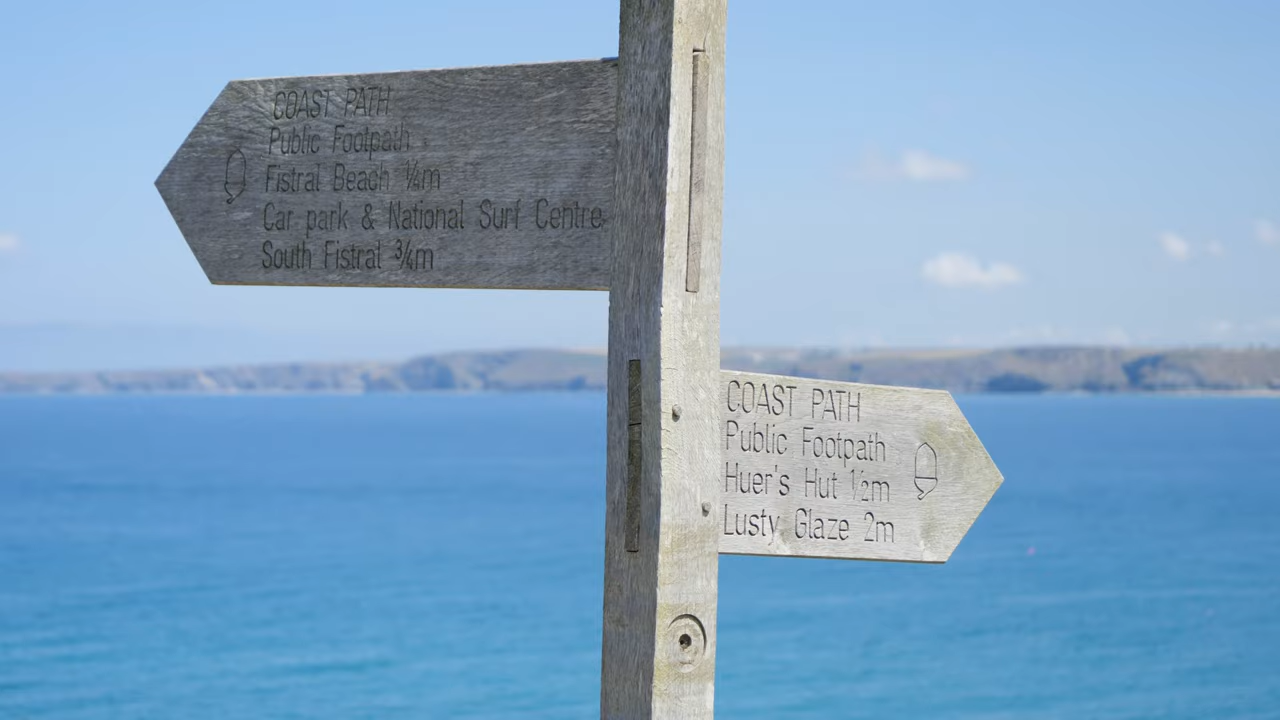 COAST PATH
Public Footpath
Fistral Beach ¼m
Car park & National Surf Centre
South Fistral ¾m
COAST PATH
Public Footpath
Huer's Hut ½m
Lusty Glaze 2m